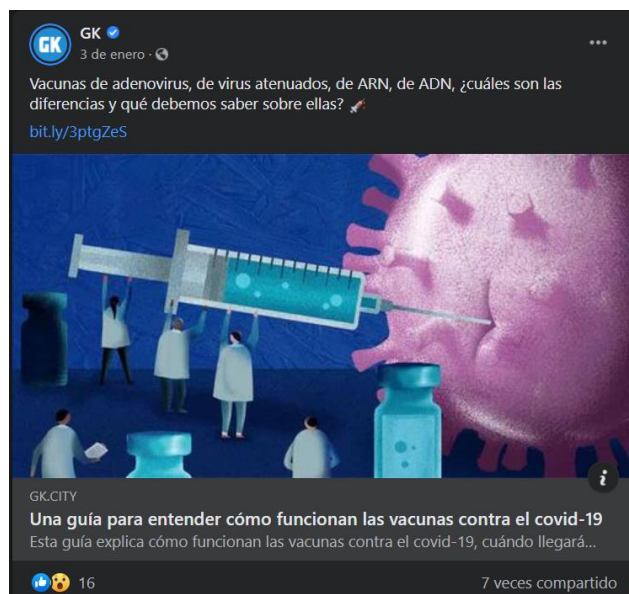 GK
GK
3 de enero
Vacunas de adenovirus, de virus atenuados, de ARN, de ADN, ¿cuáles son las
diferencias y qué debemos saber sobre ellas?
bit.ly/3ptgZeS
GK.CITY
i
Una guía para entender cómo funcionan las vacunas contra el covid-19
Esta guía explica cómo funcionan las vacunas contra el covid-19, cuándo llegará...
16
7 veces compartido